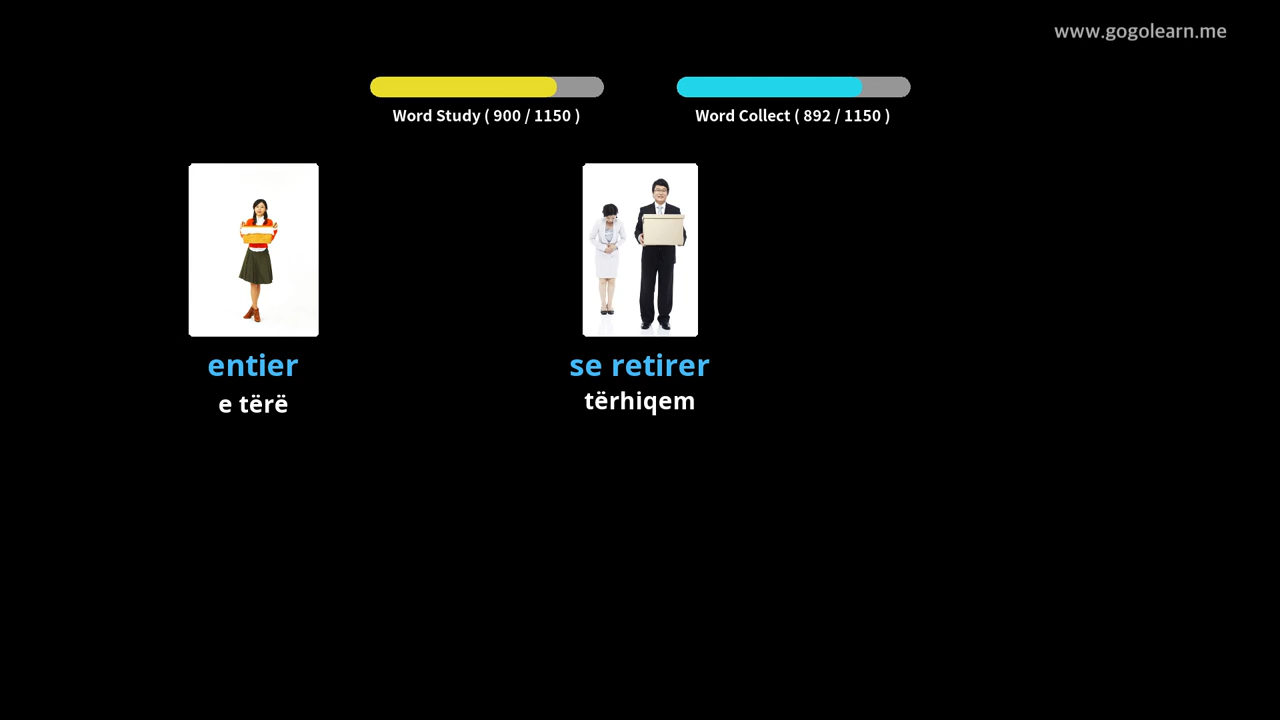 www.gogolearn.me
Word Study ( 900 / 1150 )
Word Collect ( 892 / 1150 )
entier
e tërë
se retirer
tërhiqem